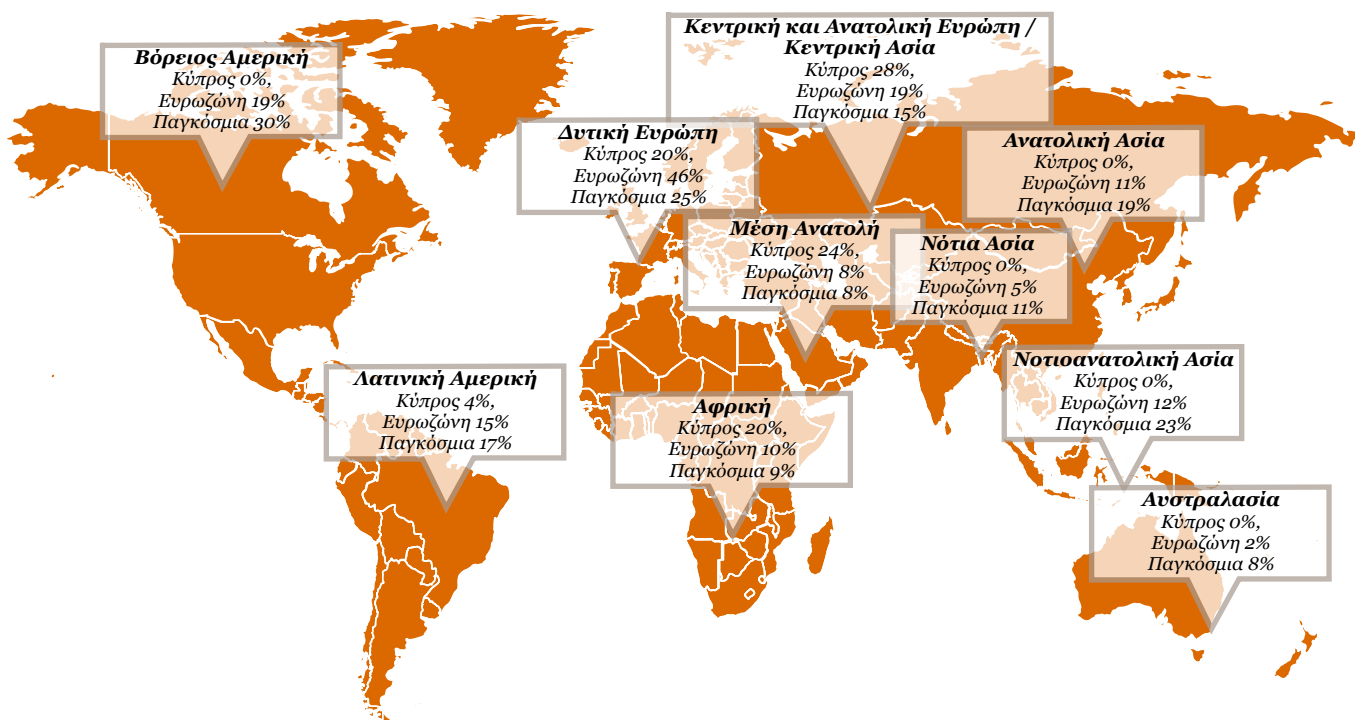 Κεντρική και Ανατολική Ευρώπη /
Κεντρική Ασία
Κύπρος 28%,
Ευρωζώνη 19%
Παγκόσμια 15%
Βόρειος Αμερική
Κύπρος 0%,
Ευρωζώνη 19%
Παγκόσμια 30%
Δυτική Ευρώπη
Κύπρος 20%,
Ευρωζώνη 46%
Παγκόσμια 25%
Ανατολική Ασία
Κύπρος 0%,
Ευρωζώνη 11%
Παγκόσμια 19%
Μέση Ανατολή
Κύπρος 24%,
Ευρωζώνη 8%
Παγκόσμια 8%
Νότια Ασία
Κύπρος 0%,
Ευρωζώνη 5%
Παγκόσμια 11%
Νοτιοανατολική Ασία
Κύπρος 0%,
Ευρωζώνη 12%
Παγκόσμια 23%
Λατινική Αμερική
Κύπρος 4%,
Ευρωζώνη 15%
Παγκόσμια 17%
Αφρική
Κύπρος 20%,
Ευρωζώνη 10%
Παγκόσμια 9%
Αυστραλασία
Κύπρος 0%,
Ευρωζώνη 2%
Παγκόσμια 8%